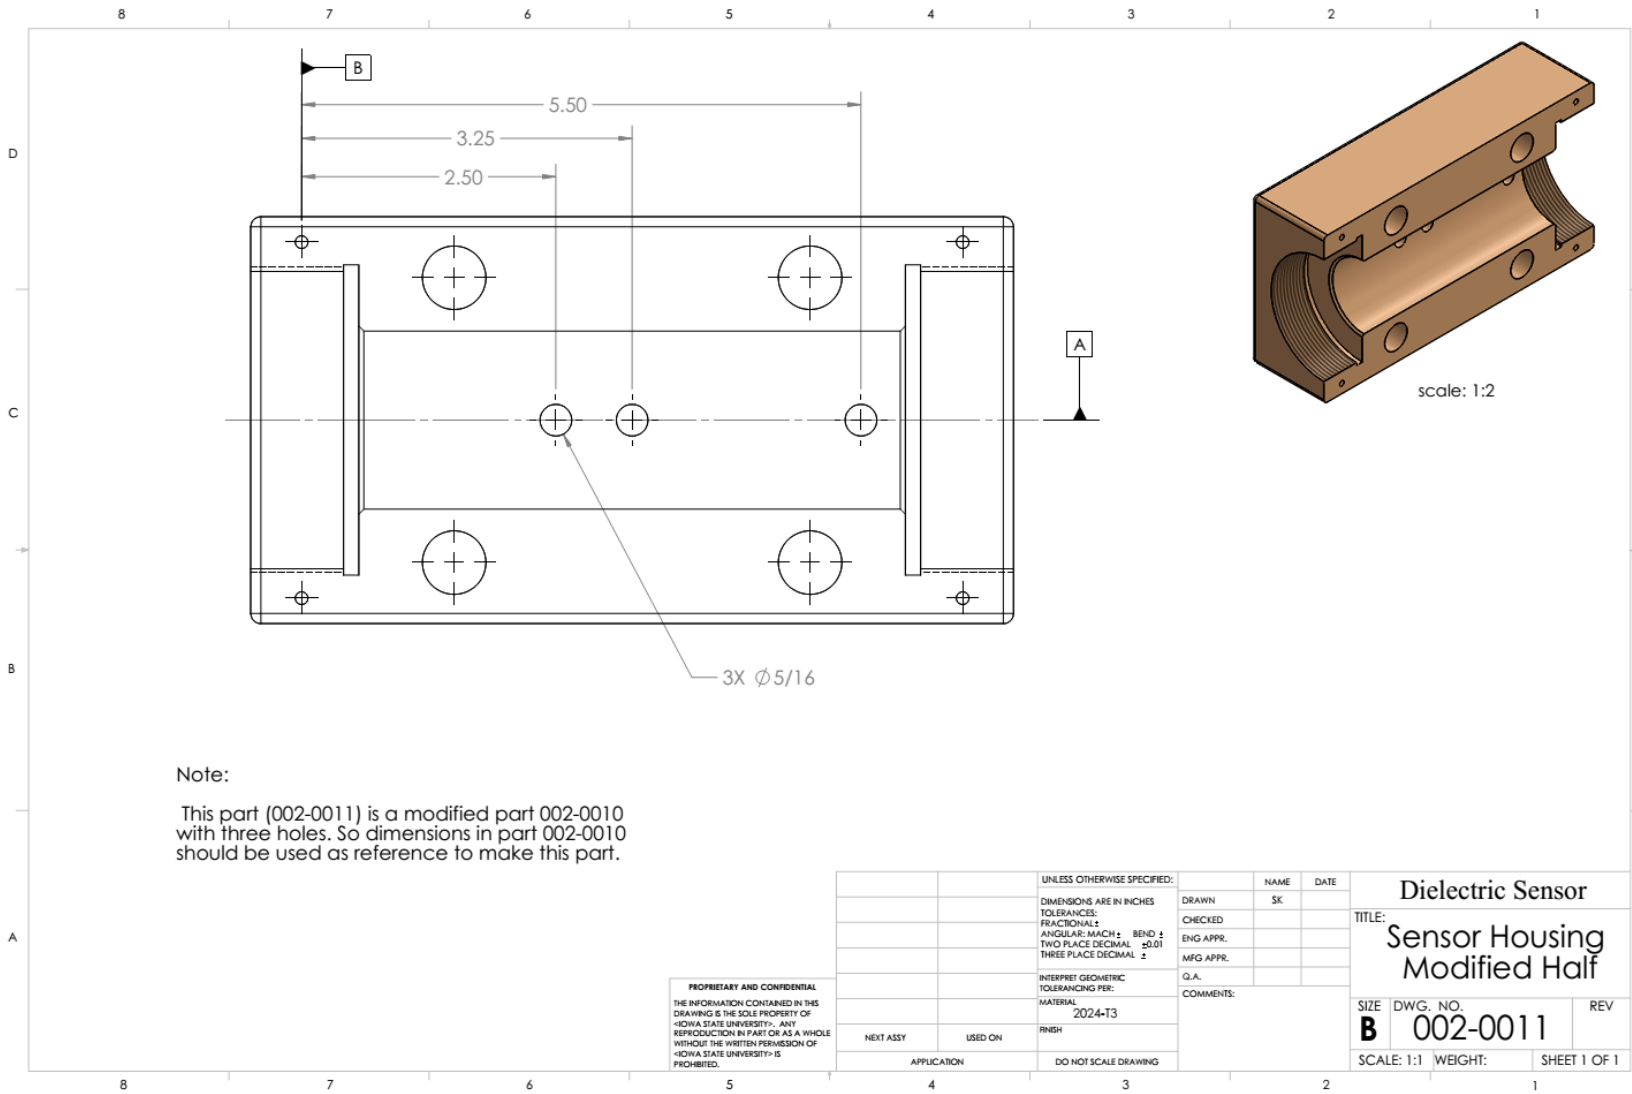 8 7 6 5 4 3 2 1
B
5.50
3.25
2.50
D
A
scale: 1:2
C
B
3X ∅5/16
Note:
This part (002-0011) is a modified part 002-0010
with three holes. So dimensions in part 002-0010
should be used as reference to make this part.
A
PROPRIETARY AND CONFIDENTIAL
THE INFORMATION CONTAINED IN THIS
DRAWING IS THE SOLE PROPERTY OF
<IOWA STATE UNIVERSITY>. ANY
REPRODUCTION IN PART OR AS A WHOLE
WITHOUT THE WRITTEN PERMISSION OF
<IOWA STATE UNIVERSITY> IS
PROHIBITED.
NEXT ASSY USED ON
APPLICATION
UNLESS OTHERWISE SPECIFIED:
DIMENSIONS ARE IN INCHES
TOLERANCES:
FRACTIONAL ±
ANGULAR: MACH ± BEND ±
TWO PLACE DECIMAL ±0.01
THREE PLACE DECIMAL ±
INTERPRET GEOMETRIC
TOLERANCING PER:
MATERIAL
2024-T3
FINISH
DO NOT SCALE DRAWING
NAME DATE
DRAWN SK
CHECKED
ENG APPR.
MFG APPR.
Q.A.
COMMENTS:
Dielectric Sensor
TITLE:
Sensor Housing
Modified Half
SIZE DWG. NO. REV
B 002-0011
SCALE: 1:1 WEIGHT: SHEET 1 OF 1
8 7 6 5 4 3 2 1